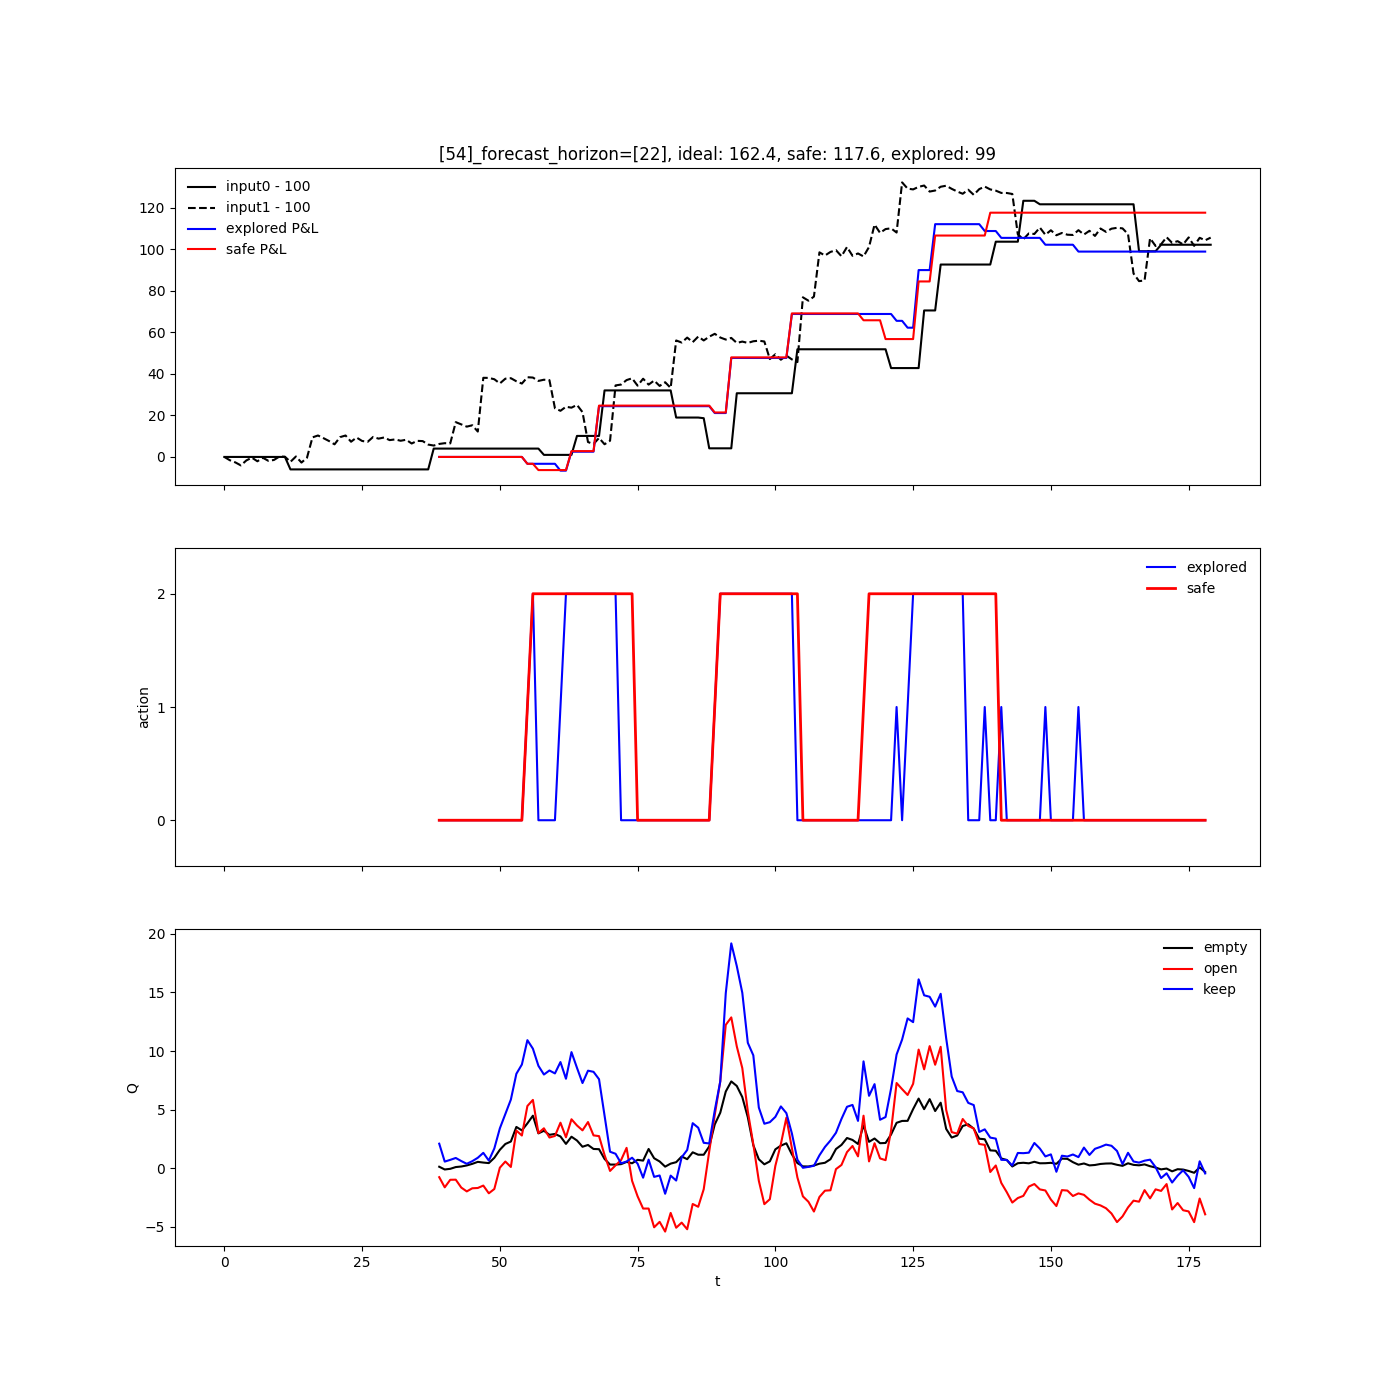 [54]_forecast_horizon=[22], ideal: 162.4, safe: 117.6, explored: 99
input0 - 100
input1 - 100
explored P&L
safe P&L
120
100
80
60
40
20
0
explored
safe
2
1
0
action
empty
open
keep
20
15
10
5
0
−5
Q
0 25 50 75 100 125 150 175
t